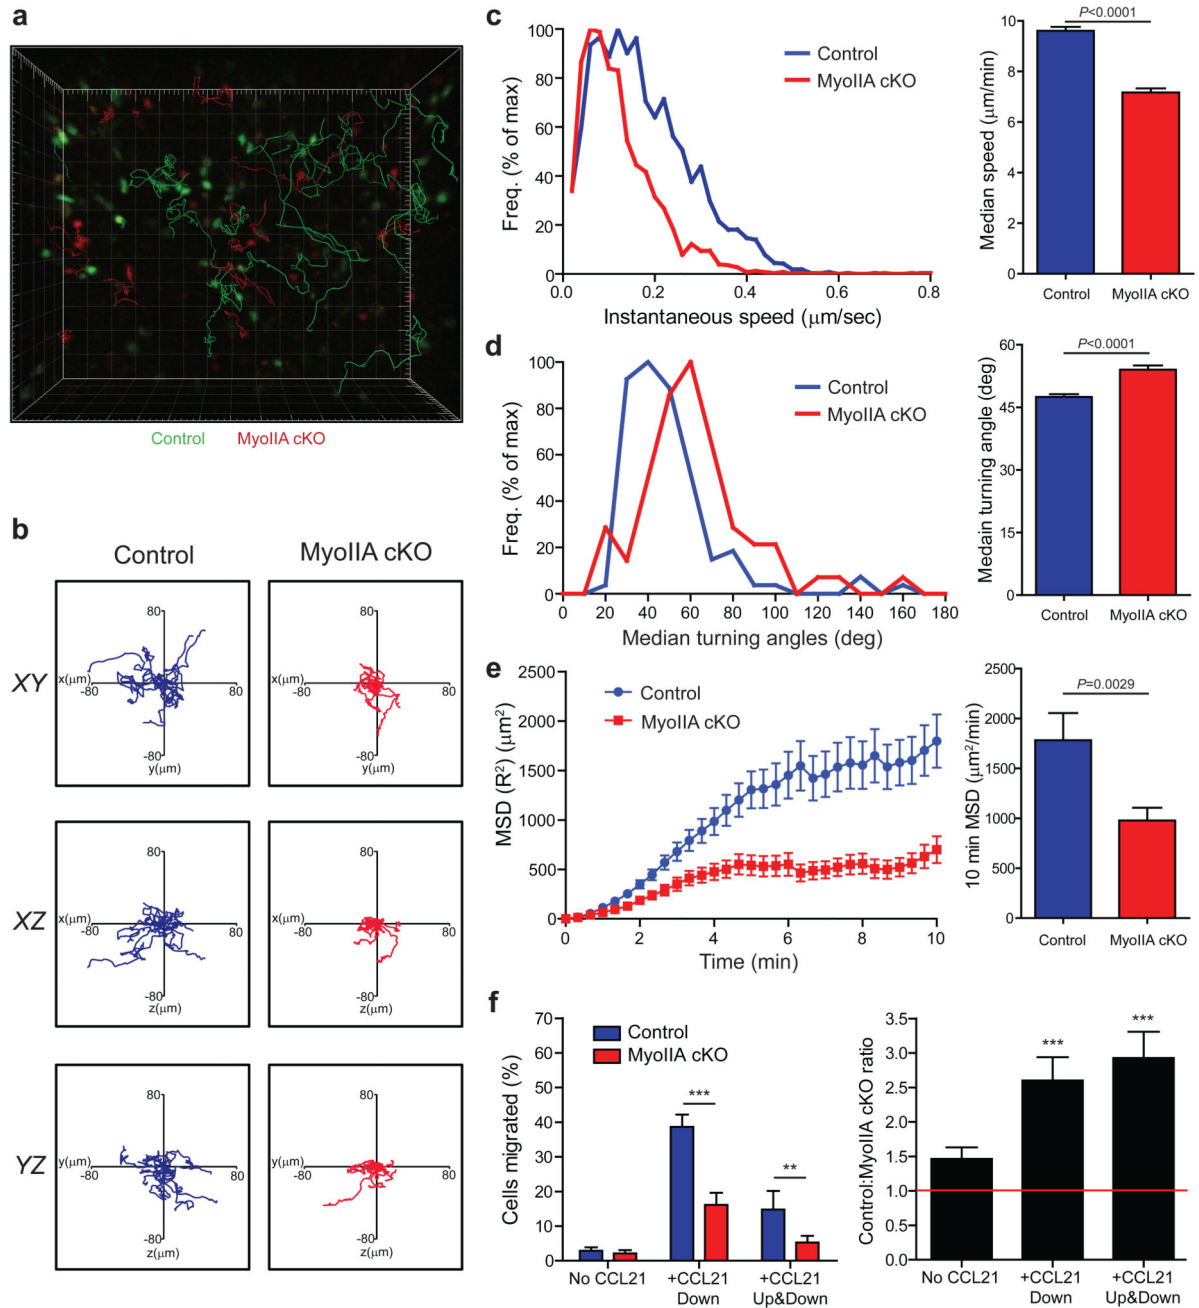 a
Control MyoIIA cKO
b
Control MyoIIA cKO
XY
80
x(μm)
-80
80
-80
y(μm)
80
x(μm)
-80
80
-80
y(μm)
XZ
80
x(μm)
-80
80
-80
z(μm)
80
x(μm)
-80
80
-80
z(μm)
YZ
80
y(μm)
-80
80
-80
z(μm)
80
y(μm)
-80
80
-80
z(μm)
c
Freq. (% of max)
100
80
60
40
20
0
0.0 0.2 0.4 0.6 0.8
Instantaneous speed (μm/sec)
Control
MyoIIA cKO
P<0.0001
Median speed (μm/min)
10
8
6
4
2
0
Control MyoIIA cKO
d
Freq. (% of max)
100
80
60
40
20
0
0 20 40 60 80 100 120 140 160 180
Median turning angles (deg)
Control
MyoIIA cKO
P<0.0001
Medain turning angle (deg)
60
45
30
15
0
Control MyoIIA cKO
e
MSD (R²) (μm²)
2500
2000
1500
1000
500
0
0 2 4 6 8 10
Time (min)
Control
MyoIIA cKO
P=0.0029
10 min MSD (μm²/min)
2500
2000
1500
1000
500
0
Control MyoIIA cKO
f
Cells migrated (%)
70
60
50
40
30
20
10
0
Control
MyoIIA cKO
***
**
No CCL21 +CCL21 +CCL21
Down Up&Down
Control:MyoIIA cKO ratio
3.5
3.0
2.5
2.0
1.5
1.0
0.5
0.0
***
***
No CCL21 +CCL21 +CCL21
Down Up&Down